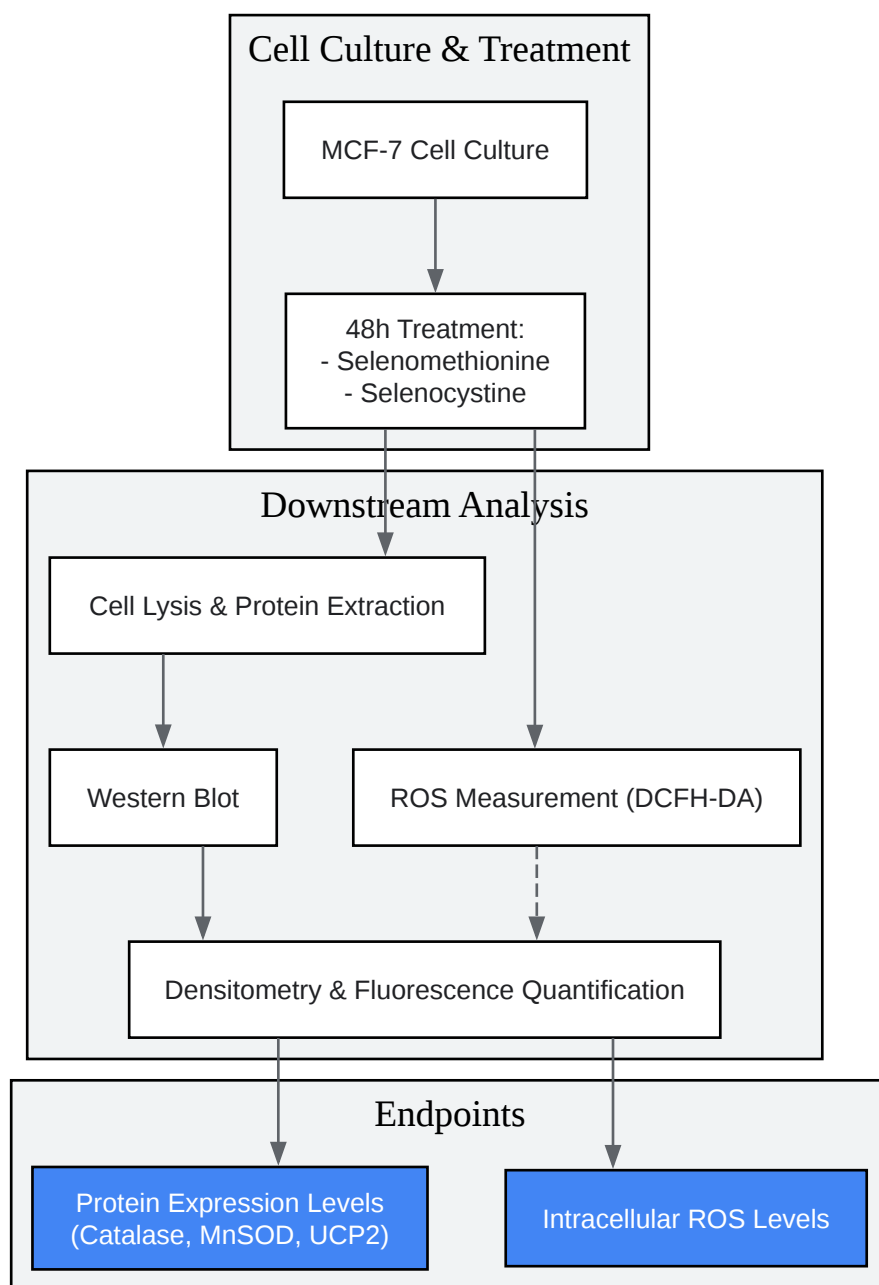 Cell Culture & Treatment
MCF-7 Cell Culture
48h Treatment:
- Selenomethionine
- Selenocystine
Downstream Analysis
Cell Lysis & Protein Extraction
Western Blot
ROS Measurement (DCFH-DA)
Densitometry & Fluorescence Quantification
Endpoints
Protein Expression Levels
(Catalase, MnSOD, UCP2)
Intracellular ROS Levels